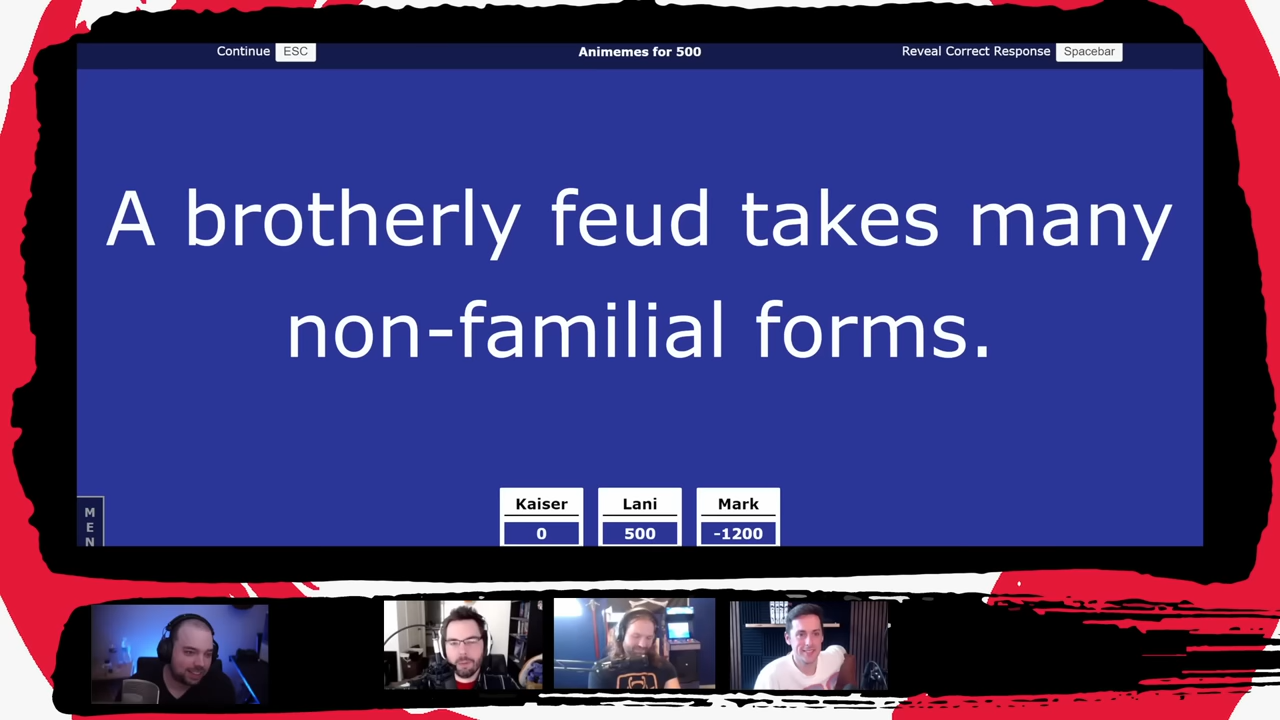 Continue ESC
Animemes for 500
Reveal Correct Response Spacebar
A brotherly feud takes many
non-familial forms.
MEN
Kaiser Lani Mark
0 500 -1200